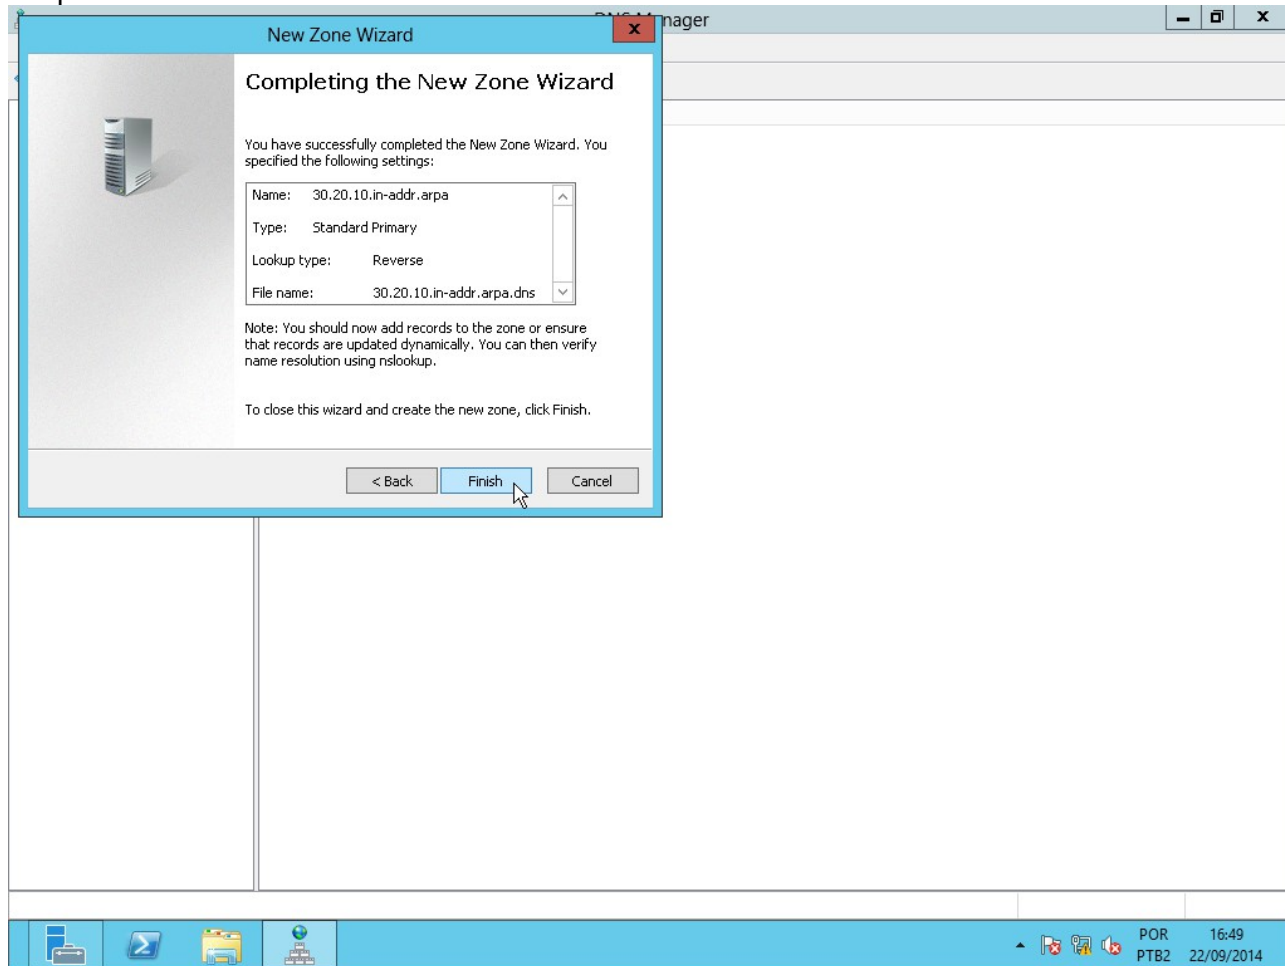 DNS Manager
New Zone Wizard
x
x
Completing the New Zone Wizard
You have successfully completed the New Zone Wizard. You
specified the following settings:
Name: 30.20.10.in-addr.arpa
Type: Standard Primary
Lookup type: Reverse
File name: 30.20.10.in-addr.arpa.dns
Note: You should now add records to the zone or ensure
that records are updated dynamically. You can then verify
name resolution using nslookup.
To close this wizard and create the new zone, click Finish.
< Back Finish Cancel
POR 16:49
PTB2 22/09/2014